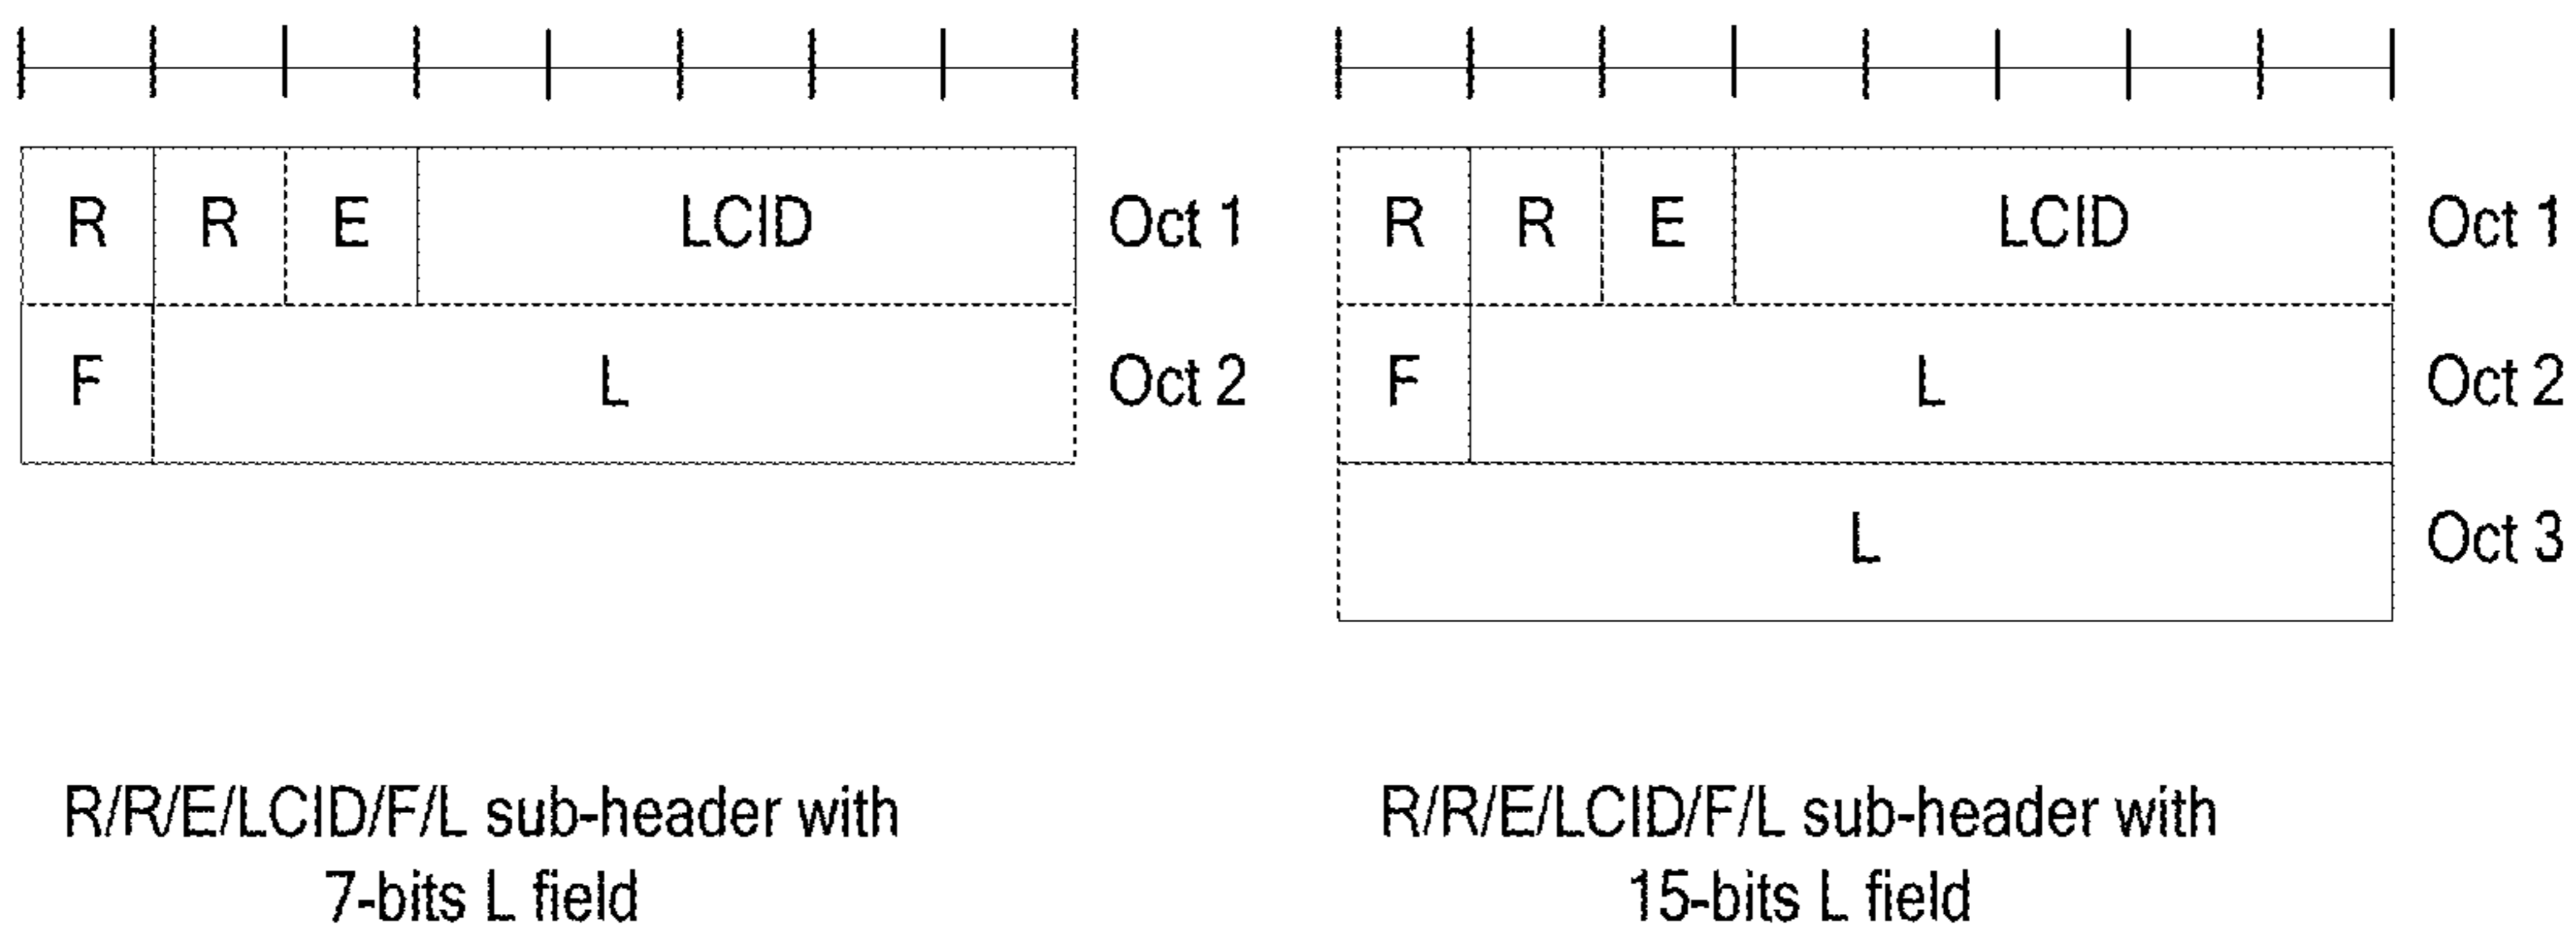 R R E LCID Oct 1
F L Oct 2
R/R/E/LCID/F/L sub-header with
7-bits L field
R R E LCID Oct 1
F L Oct 2
L Oct 3
R/R/E/LCID/F/L sub-header with
15-bits L field